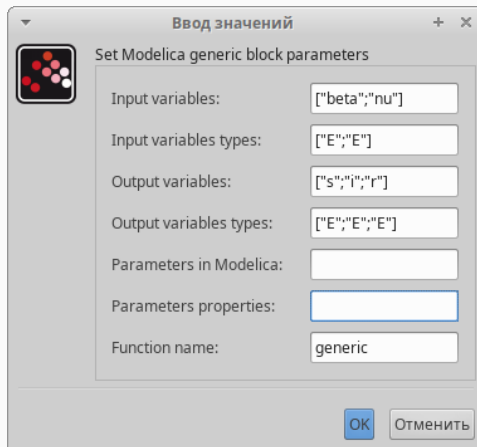 Ввод значений
Set Modelica generic block parameters
Input variables: ["beta";"nu"]
Input variables types: ["E";"E"]
Output variables: ["s";"i";"r"]
Output variables types: ["E";"E";"E"]
Parameters in Modelica:
Parameters properties:
Function name: generic
OK Отменить